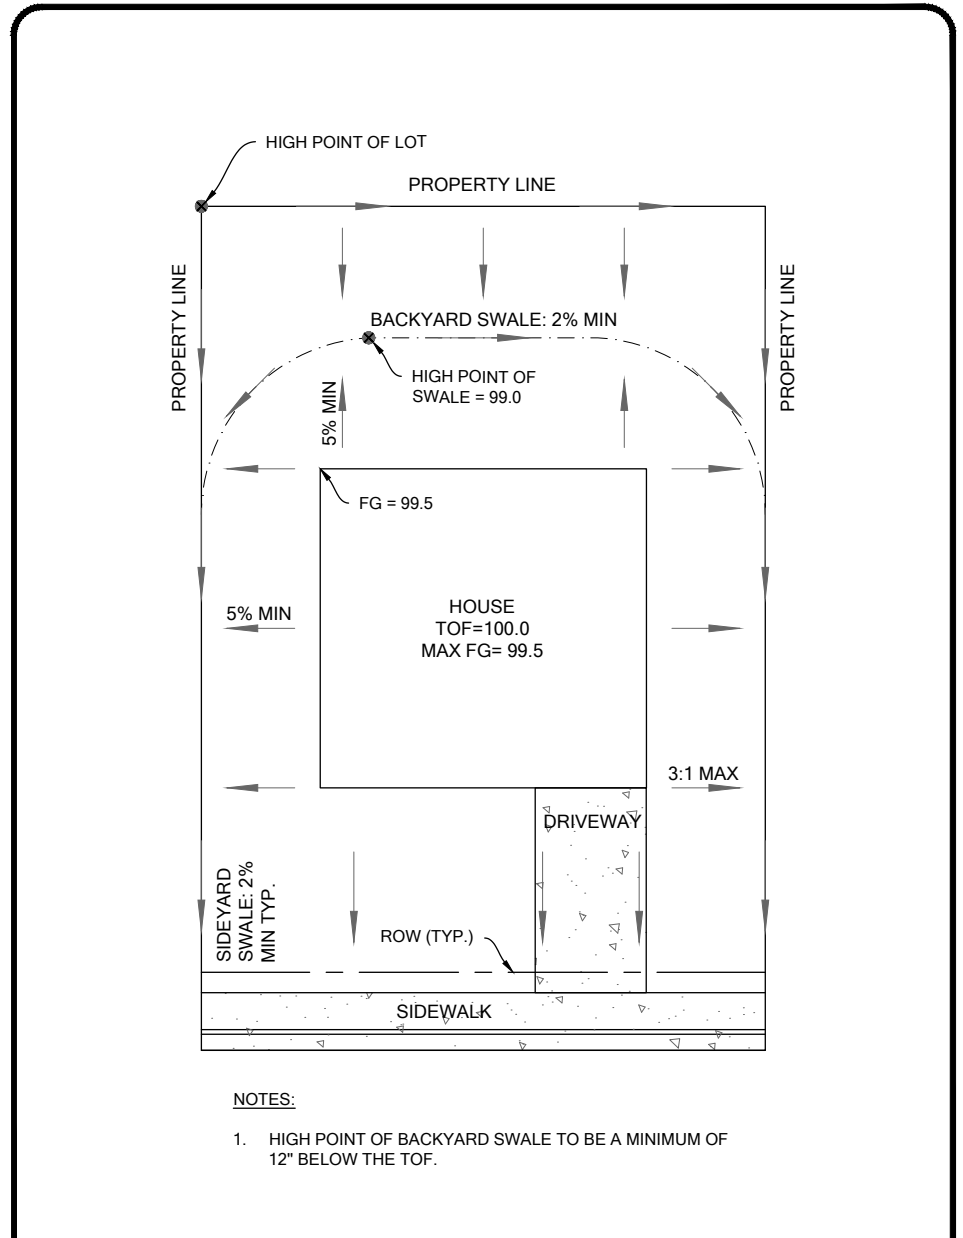 HIGH POINT OF LOT
PROPERTY LINE
PROPERTY LINE
PROPERTY LINE
BACKYARD SWALE: 2% MIN
HIGH POINT OF
SWALE = 99.0
5% MIN
FG = 99.5
HOUSE
TOF=100.0
MAX FG= 99.5
5% MIN
3:1 MAX
DRIVEWAY
SIDEYARD
SWALE: 2%
MIN TYP.
ROW (TYP.)
SIDEWALK
NOTES:
1. HIGH POINT OF BACKYARD SWALE TO BE A MINIMUM OF
12" BELOW THE TOF.